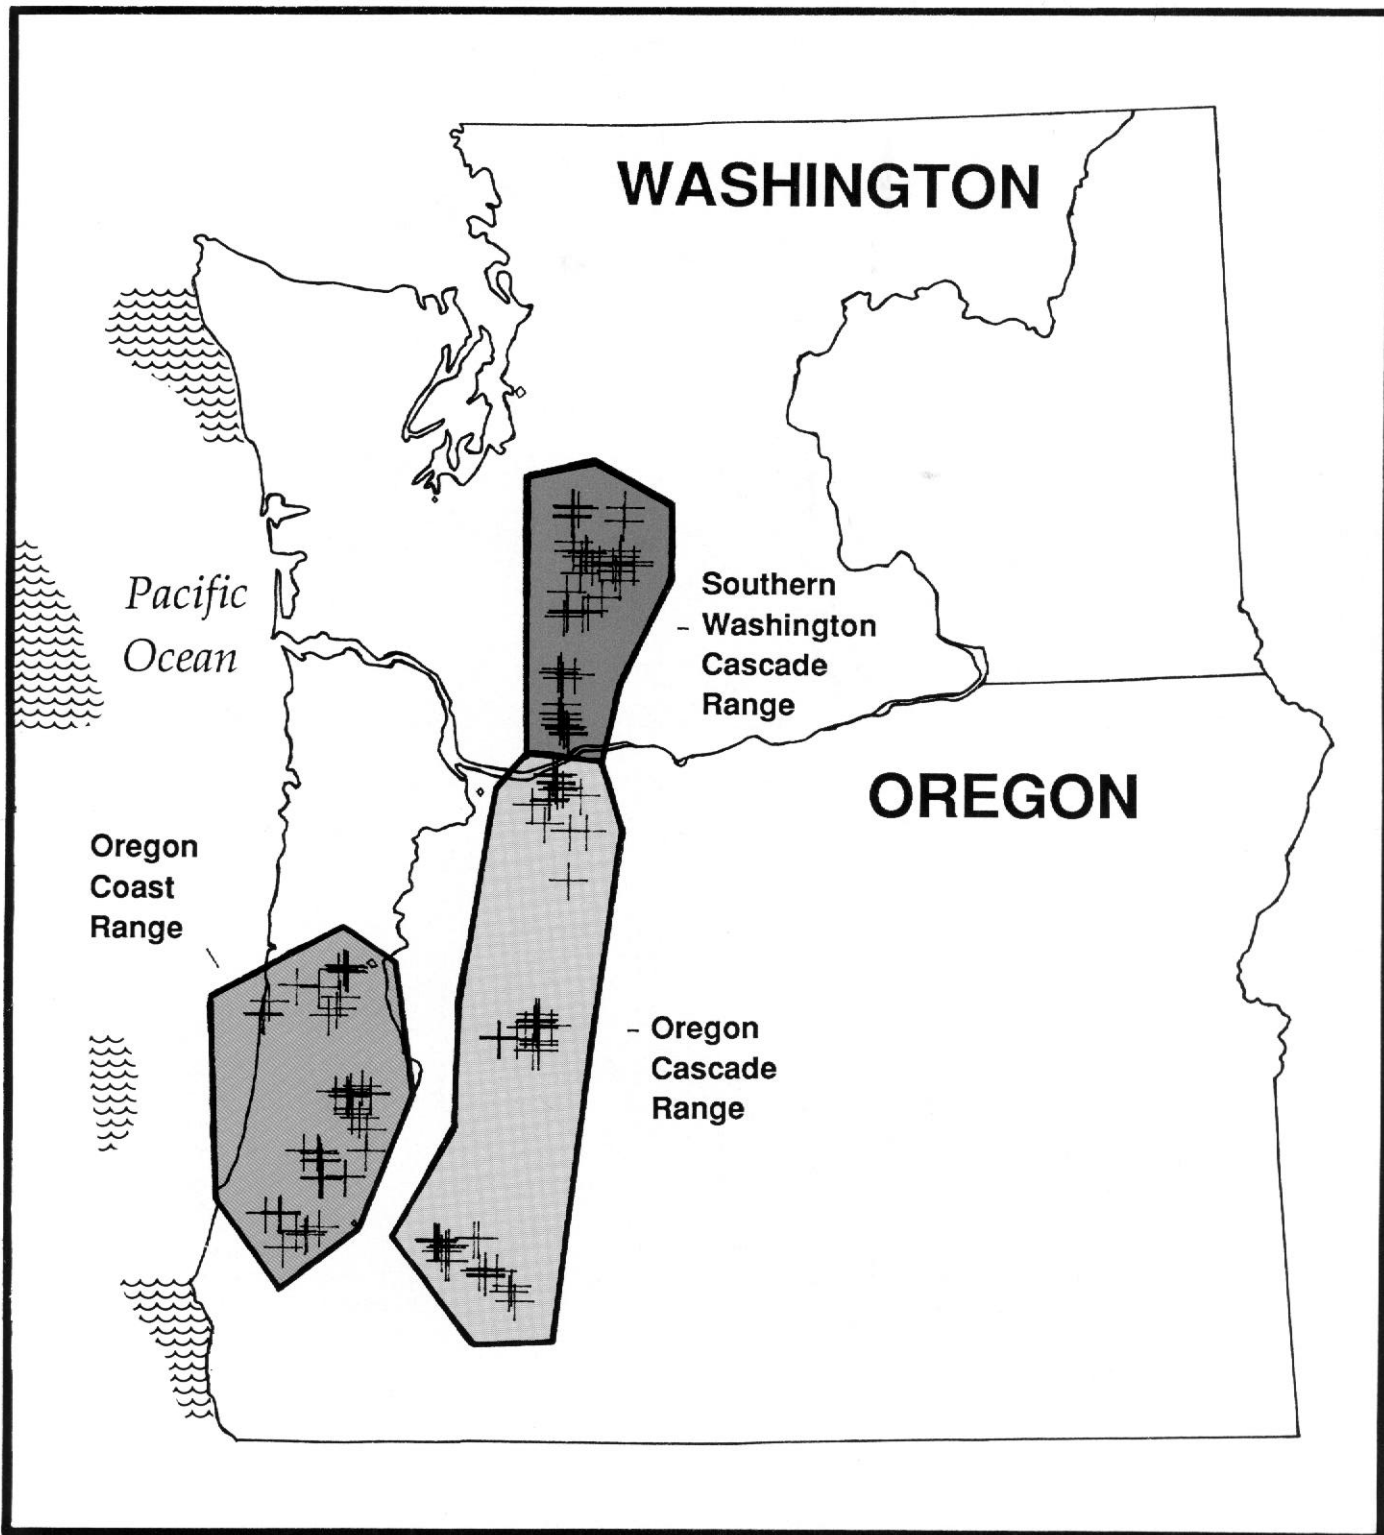 WASHINGTON
Pacific
Ocean
Southern
Washington
Cascade
Range
OREGON
Oregon
Coast
Range
Oregon
Cascade
Range